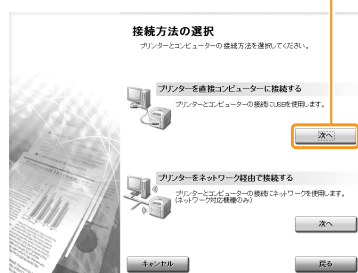 接続方法の選択
プリンターとコンピューターの接続方法を選択してください。
プリンターを直接コンピューターに接続する
プリンターとコンピューターの接続にUSBを使用します。
次へ
プリンターをネットワーク経由で接続する
プリンターとコンピューターの接続にネットワークを使用します。
(ネットワーク対応機種のみ)
次へ
キャンセル
戻る